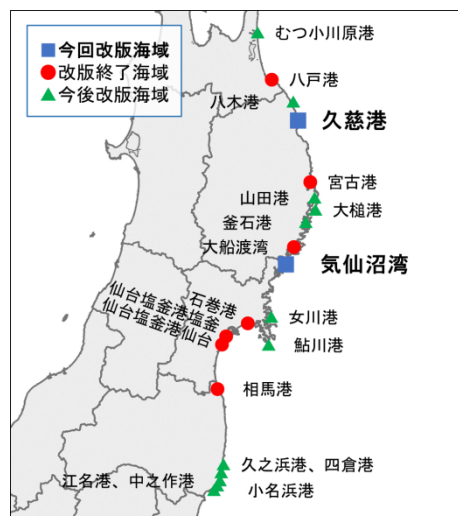 今回改版海域
改版終了海域
今後改版海域
むつ小川原港
八戸港
八木港
久慈港
宮古港
山田港
大槌港
釜石港
大船渡湾
気仙沼湾
石巻港
仙台塩釜港塩釜
仙台塩釜港仙台
女川港
鮎川港
相馬港
久之浜港、四倉港
江名港、中之作港
小名浜港